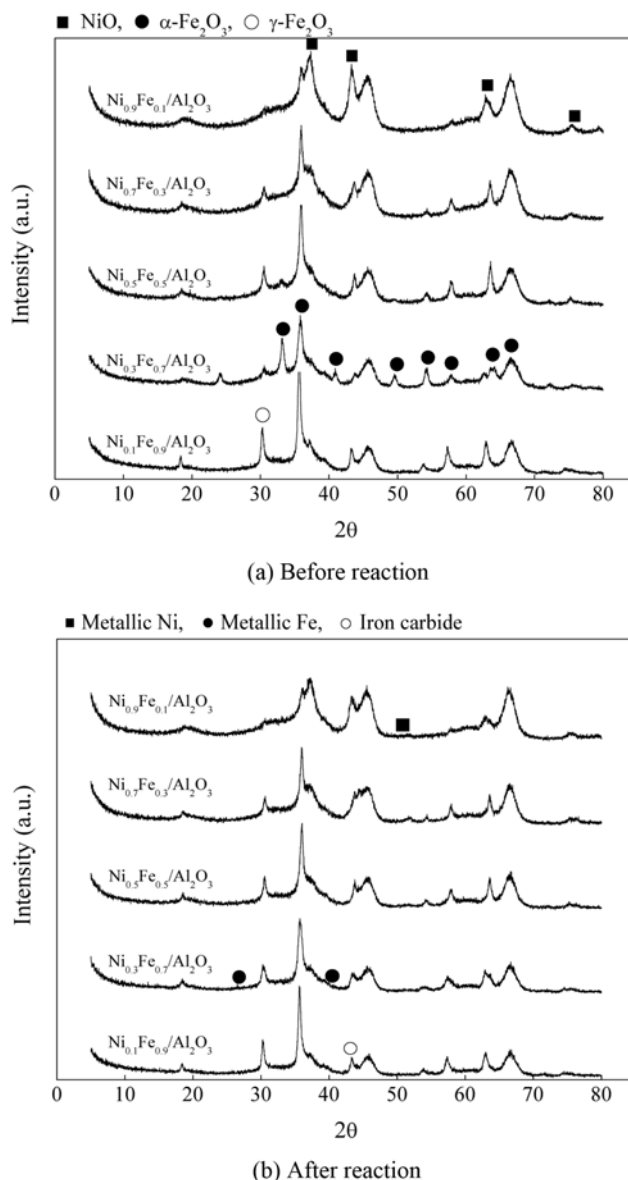 ■ NiO, ● α-Fe₂O₃, ○ γ-Fe₂O₃
Intensity (a.u.)
Ni₀.₉Fe₀.₁/Al₂O₃
Ni₀.₇Fe₀.₃/Al₂O₃
Ni₀.₅Fe₀.₅/Al₂O₃
Ni₀.₃Fe₀.₇/Al₂O₃
Ni₀.₁Fe₀.₉/Al₂O₃
0 10 20 30 40 50 60 70 80
2θ
(a) Before reaction
■ Metallic Ni, ● Metallic Fe, ○ Iron carbide
Intensity (a.u.)
Ni₀.₉Fe₀.₁/Al₂O₃
Ni₀.₇Fe₀.₃/Al₂O₃
Ni₀.₅Fe₀.₅/Al₂O₃
Ni₀.₃Fe₀.₇/Al₂O₃
Ni₀.₁Fe₀.₉/Al₂O₃
0 10 20 30 40 50 60 70 80
2θ
(b) After reaction